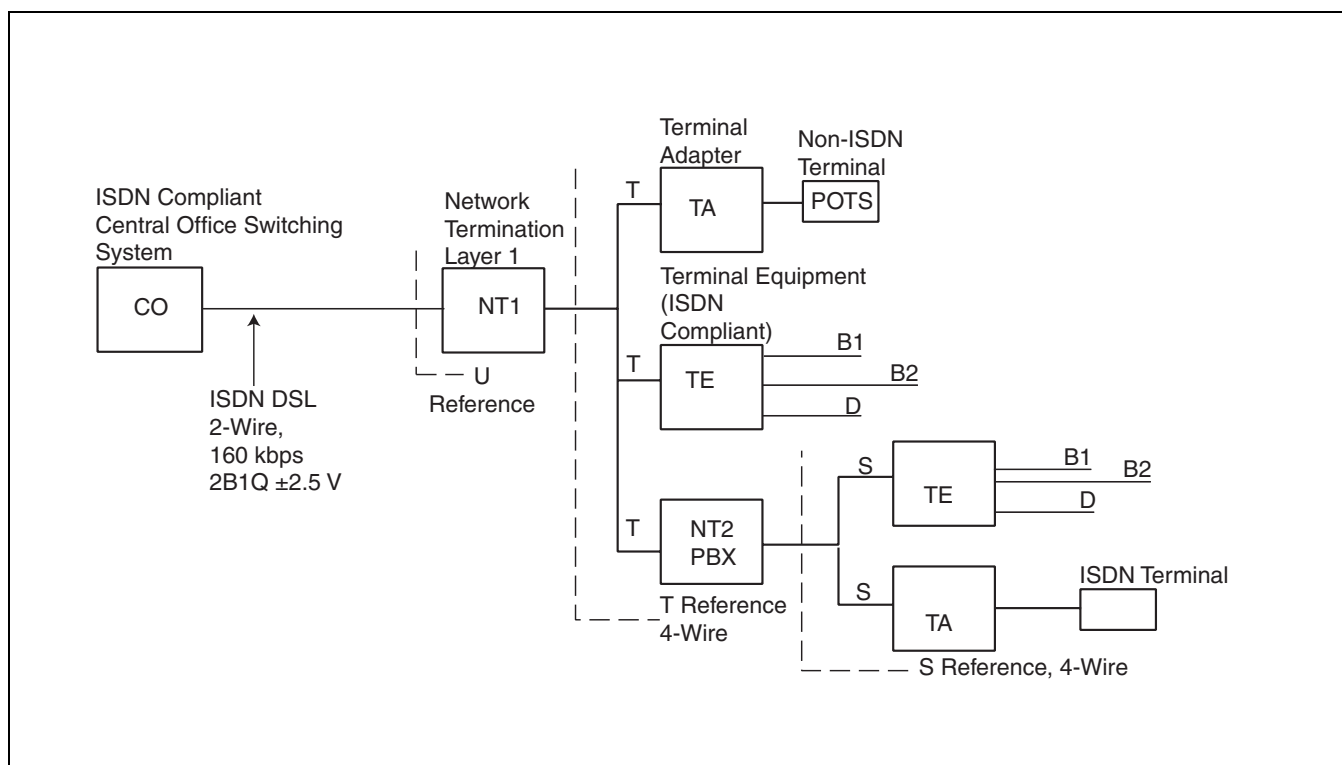 ISDN Compliant
Central Office Switching
System
CO
ISDN DSL
2-Wire,
160 kbps
2B1Q ±2.5 V
Network
Termination
Layer 1
NT1
U
Reference
Terminal
Adapter
T
TA
Non-ISDN
Terminal
POTS
Terminal Equipment
(ISDN
Compliant)
T
TE
B1
B2
D
T
NT2
PBX
T Reference
4-Wire
S
TE
B1
B2
D
S
TA
ISDN Terminal
S Reference, 4-Wire